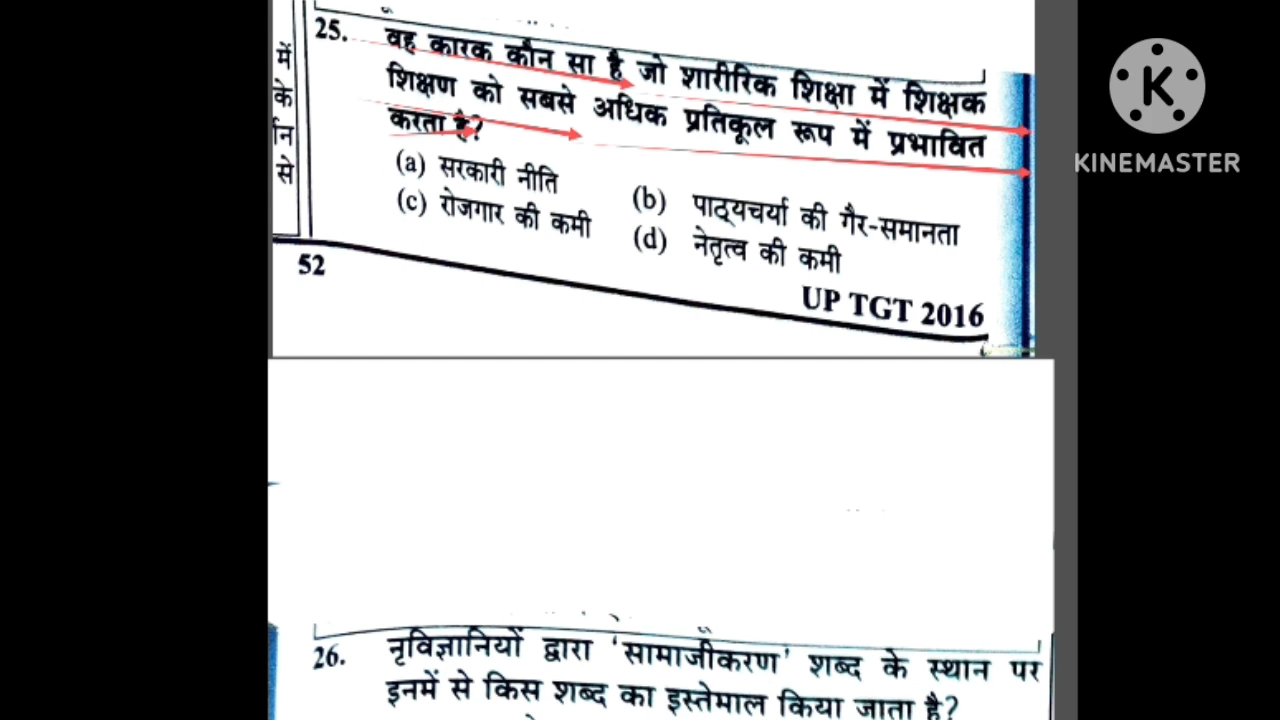 25. वह कारक कौन सा है जो शारीरिक शिक्षा में शिक्षक
शिक्षण को सबसे अधिक प्रतिकूल रूप में प्रभावित
करता है?
(a) सरकारी नीति
(b) पाठ्यचर्या की गैर-समानता
(c) रोजगार की कमी
(d) नेतृत्व की कमी
UP TGT 2016
में
के
से
52
K
KINEMASTER
26. नृविज्ञानियों द्वारा 'सामाजीकरण' शब्द के स्थान पर
इनमें से किस शब्द का इस्तेमाल किया जाता है?